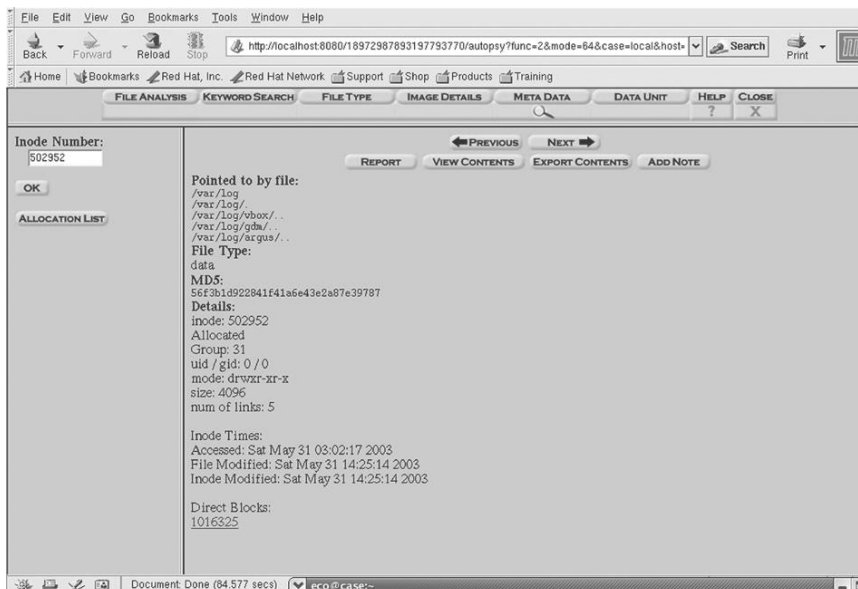 File Edit View Go Bookmarks Tools Window Help
Back Forward Reload Stop http://localhost:8080/18972987893197793770/autopsy?func=2&mode=64&case=local&host= Search Print
Home Bookmarks Red Hat, Inc. Red Hat Network Support Shop Products Training
FILE ANALYSIS KEYWORD SEARCH FILE TYPE IMAGE DETAILS META DATA DATA UNIT HELP CLOSE
? X
Inode Number:
502952
OK
ALLOCATION LIST
PREVIOUS NEXT
REPORT VIEW CONTENTS EXPORT CONTENTS ADD NOTE
Pointed to by file:
/var/log
/var/log/.
/var/log/vbox/..
/var/log/gdm/..
/var/log/argus/..
File Type:
data
MD5:
56f3b1d922841f41a6e43e2a87e39787
Details:
inode: 502952
Allocated
Group: 31
uid / gid: 0 / 0
mode: drwxr-xr-x
size: 4096
num of links: 5
Inode Times:
Accessed: Sat May 31 03:02:17 2003
File Modified: Sat May 31 14:25:14 2003
Inode Modified: Sat May 31 14:25:14 2003
Direct Blocks:
1016325
Document: Done (84.577 secs) eco@case:~